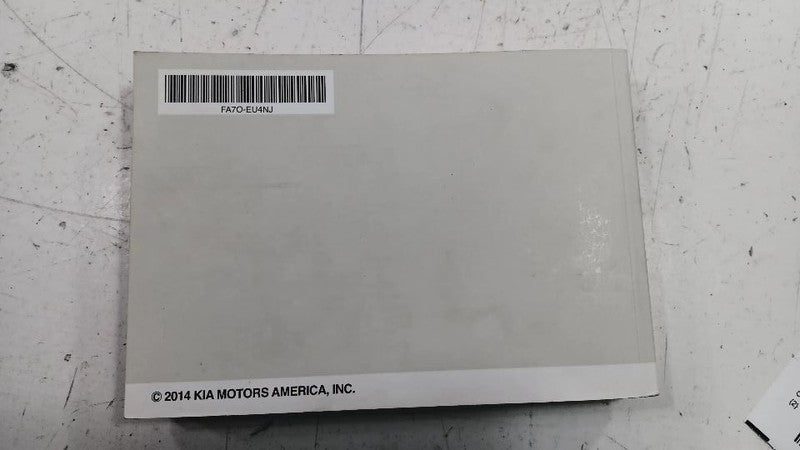 FA7O-EU4NJ
© 2014 KIA MOTORS AMERICA, INC.